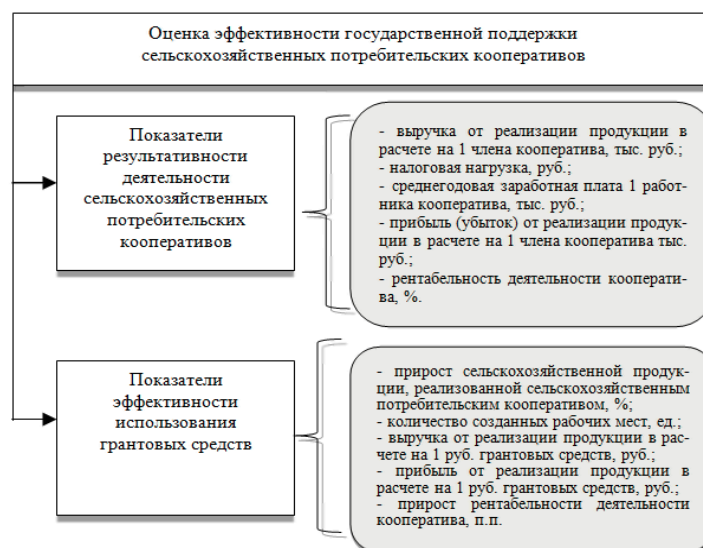 Оценка эффективности государственной поддержки
сельскохозяйственных потребительских кооперативов
Показатели
результативности
деятельности
сельскохозяйственных
потребительских
кооперативов
- выручка от реализации продукции в
расчете на 1 члена кооператива, тыс. руб.;
- налоговая нагрузка, руб.;
- среднегодовая заработная плата 1 работ-
ника кооператива, тыс. руб.;
- прибыль (убыток) от реализации продук-
ции в расчете на 1 члена кооператива тыс.
руб.;
- рентабельность деятельности кооперати-
ва, %.
Показатели
эффективности
использования
грантовых средств
- прирост сельскохозяйственной продук-
ции, реализованной сельскохозяйственным
потребительским кооперативом, %;
- количество созданных рабочих мест, ед.;
- выручка от реализации продукции в рас-
чете на 1 руб. грантовых средств, руб.;
- прибыль от реализации продукции в
расчете на 1 руб. грантовых средств, руб.;
- прирост рентабельности деятельности
кооператива, п.п.